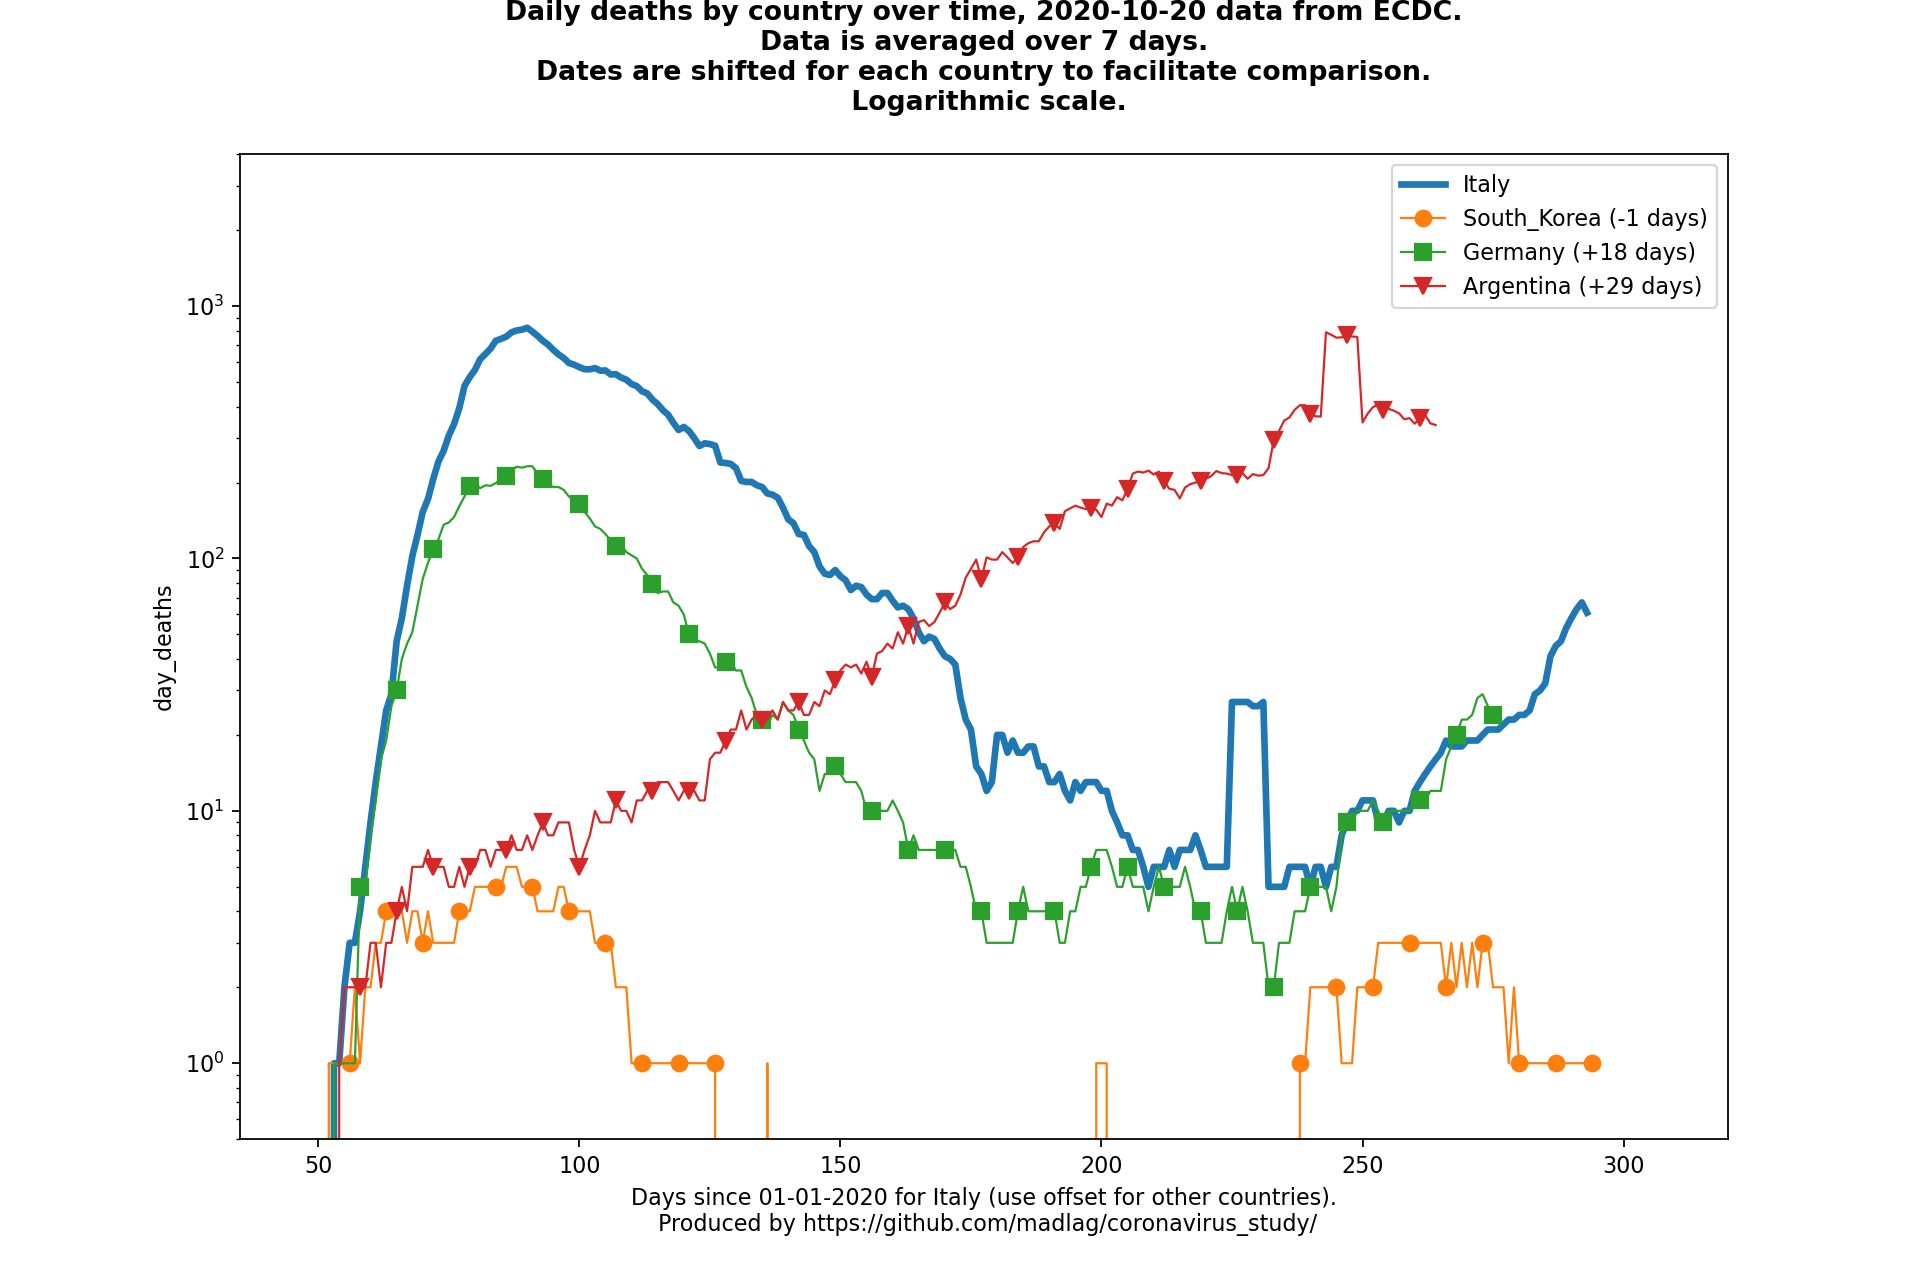 Daily deaths by country over time, 2020-10-20 data from ECDC.
Data is averaged over 7 days.
Dates are shifted for each country to facilitate comparison.
Logarithmic scale.
Italy
South_Korea (-1 days)
Germany (+18 days)
Argentina (+29 days)
day_deaths
10³
10²
10¹
10⁰
50 100 150 200 250 300
Days since 01-01-2020 for Italy (use offset for other countries).
Produced by https://github.com/madlag/coronavirus_study/